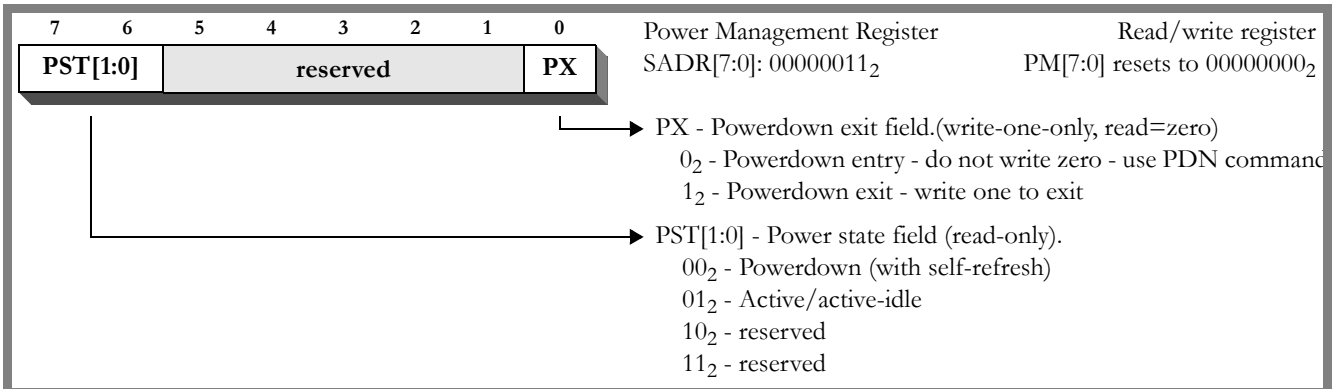 7 6 5 4 3 2 1 0
PST[1:0] reserved PX
Power Management Register Read/write register
SADR[7:0]: 00000011₂ PM[7:0] resets to 00000000₂
PX - Powerdown exit field.(write-one-only, read=zero)
0₂ - Powerdown entry - do not write zero - use PDN command
1₂ - Powerdown exit - write one to exit
PST[1:0] - Power state field (read-only).
00₂ - Powerdown (with self-refresh)
01₂ - Active/active-idle
10₂ - reserved
11₂ - reserved